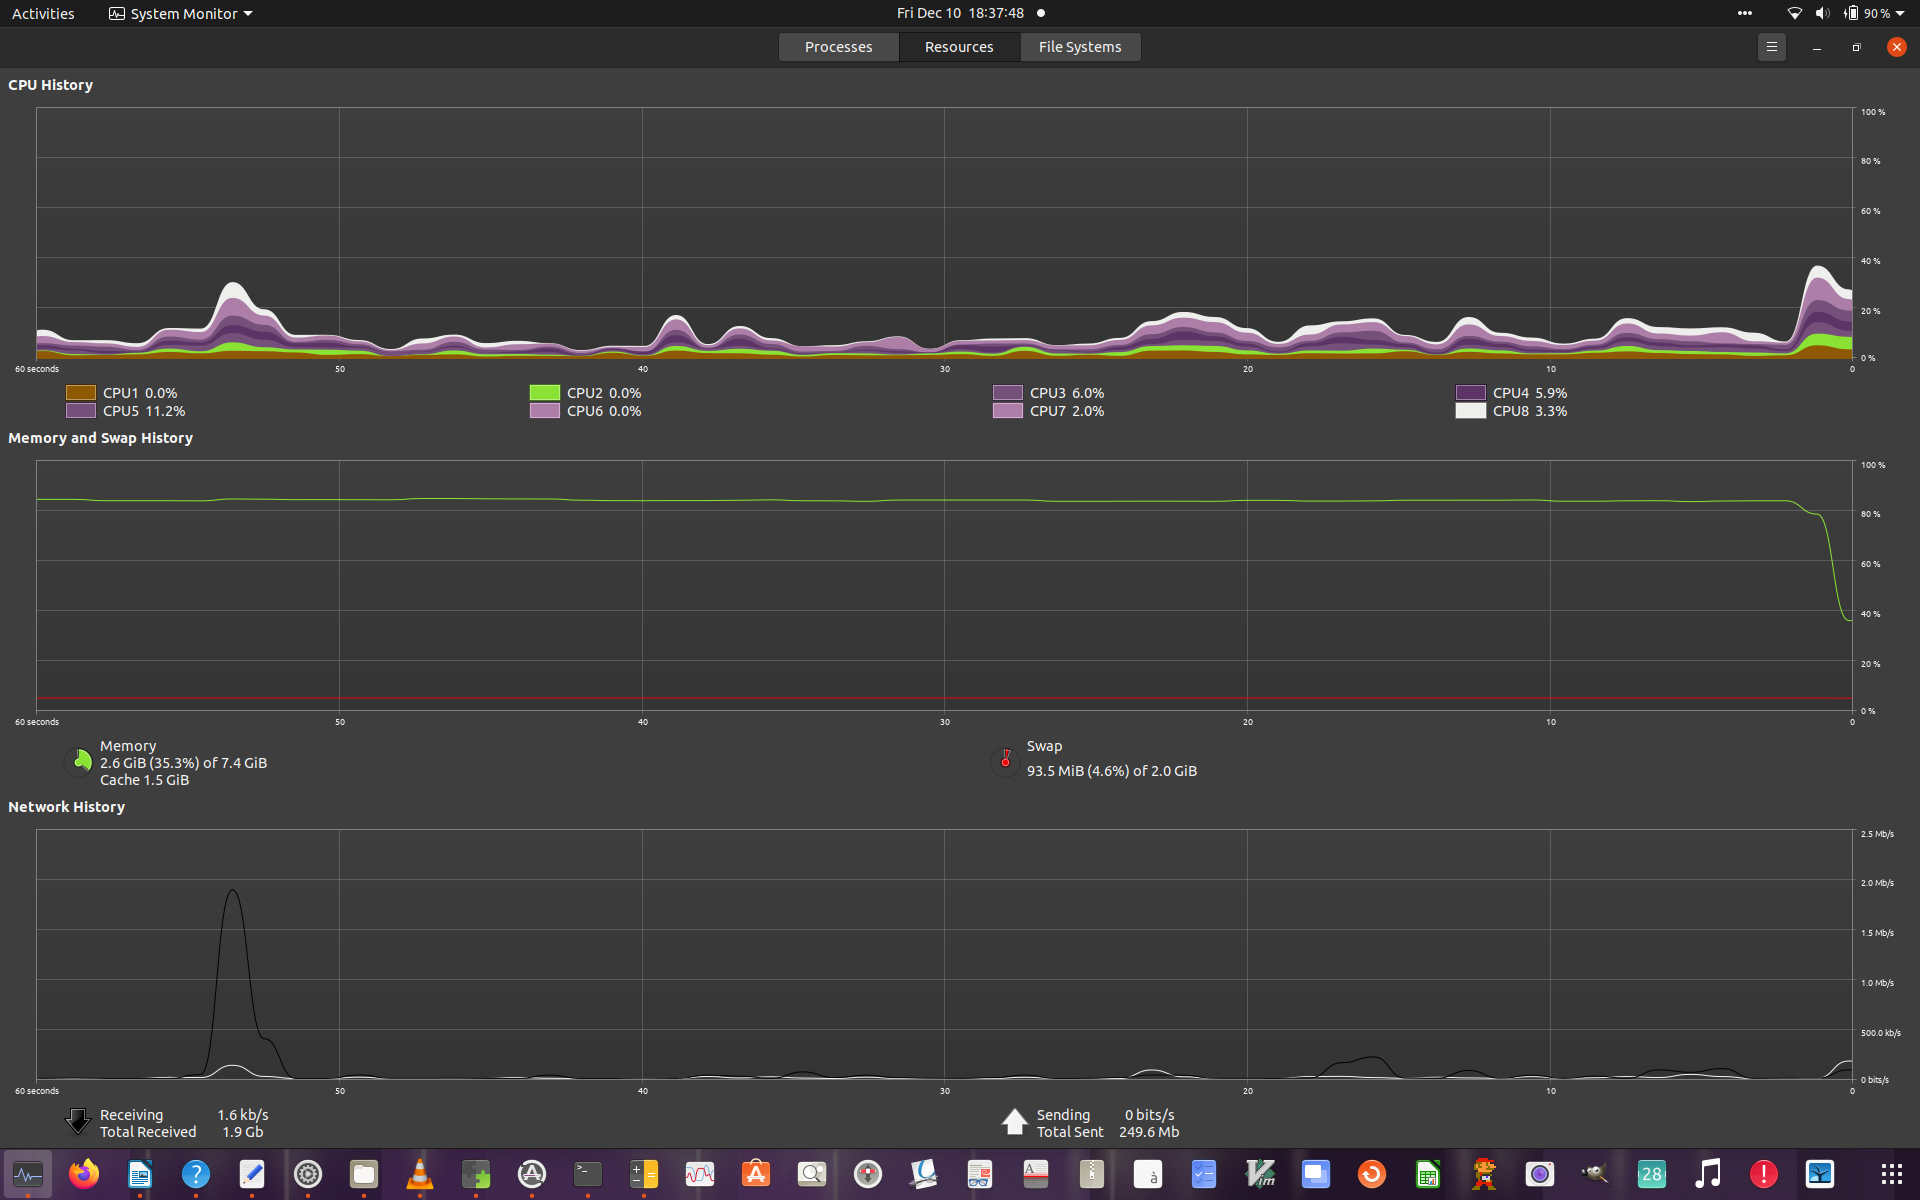 Activities System Monitor Fri Dec 10 18:37:48 90 %
Processes Resources File Systems
CPU History
100 %
80 %
60 %
40 %
20 %
0 %
60 seconds 50 40 30 20 10 0
CPU1 0.0% CPU2 0.0% CPU3 6.0% CPU4 5.9%
CPU5 11.2% CPU6 0.0% CPU7 2.0% CPU8 3.3%
Memory and Swap History
100 %
80 %
60 %
40 %
20 %
0 %
60 seconds 50 40 30 20 10 0
Memory
2.6 GiB (35.3%) of 7.4 GiB
Cache 1.5 GiB
Swap
93.5 MiB (4.6%) of 2.0 GiB
Network History
2.5 Mb/s
2.0 Mb/s
1.5 Mb/s
1.0 Mb/s
500.0 kb/s
0 bits/s
60 seconds 50 40 30 20 10 0
Receiving 1.6 kb/s Sending 0 bits/s
Total Received 1.9 Gb Total Sent 249.6 Mb
? >_ A à Vim 28 !